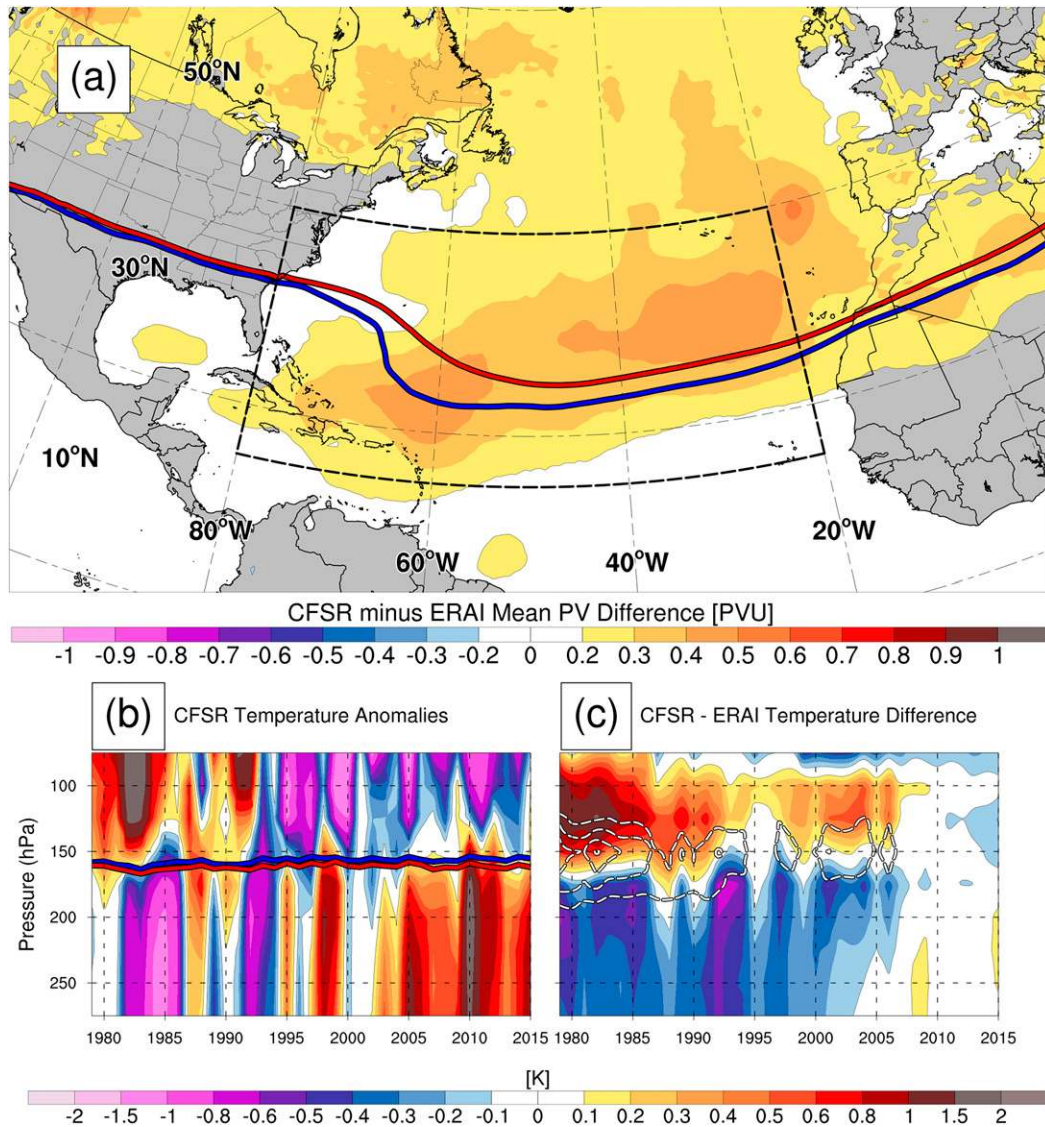 (a)
50°N
30°N
10°N
80°W
60°W
40°W
20°W
CFSR minus ERAI Mean PV Difference [PVU]
-1 -0.9 -0.8 -0.7 -0.6 -0.5 -0.4 -0.3 -0.2 0 0.2 0.3 0.4 0.5 0.6 0.7 0.8 0.9 1
(b) CFSR Temperature Anomalies
(c) CFSR - ERAI Temperature Difference
Pressure (hPa)
100
150
200
250
1980 1985 1990 1995 2000 2005 2010 2015
1980 1985 1990 1995 2000 2005 2010 2015
[K]
-2 -1.5 -1 -0.8 -0.6 -0.5 -0.4 -0.3 -0.2 -0.1 0 0.1 0.2 0.3 0.4 0.5 0.6 0.8 1 1.5 2